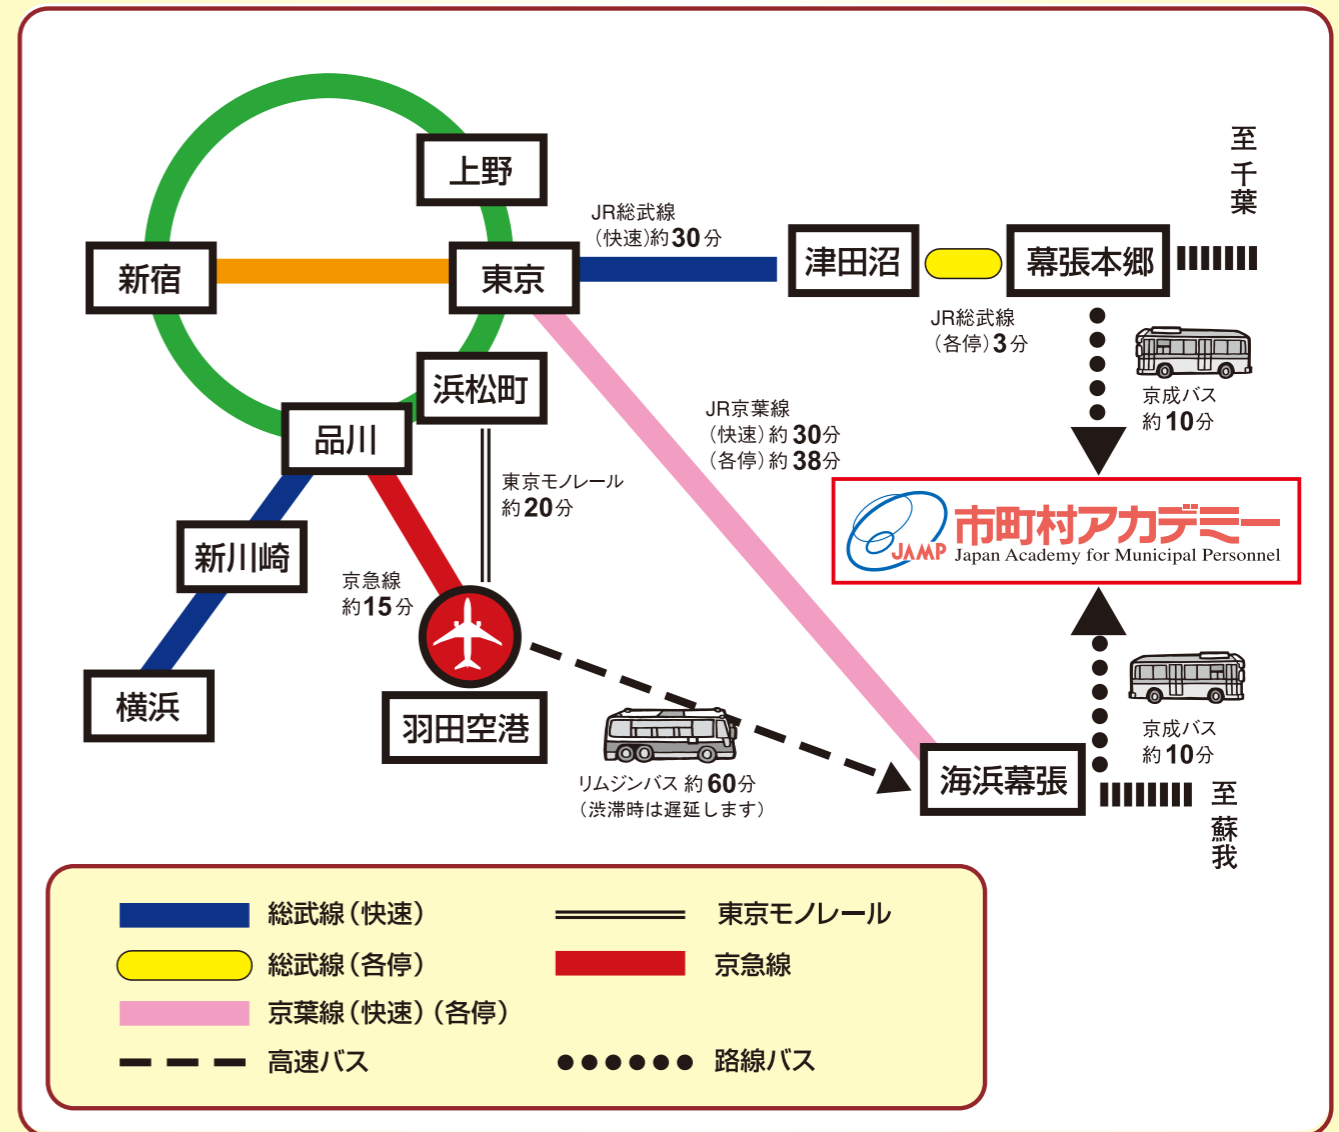 上野
至千葉
JR総武線
（快速）約30分
新宿
東京
津田沼
幕張本郷
JR総武線
（各停）3分
京成バス
約10分
浜松町
品川
JR京葉線
（快速）約30分
（各停）約38分
東京モノレール
約20分
JAMP
市町村アカデミー
Japan Academy for Municipal Personnel
新川崎
京急線
約15分
横浜
羽田空港
リムジンバス 約60分
（渋滞時は遅延します）
海浜幕張
京成バス
約10分
至蘇我
総武線（快速）
東京モノレール
総武線（各停）
京急線
京葉線（快速）（各停）
高速バス
路線バス